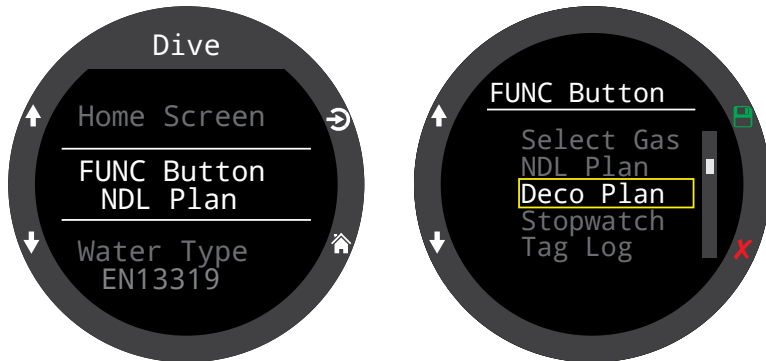 Dive
Home Screen
FUNC Button
NDL Plan
Water Type
EN13319
FUNC Button
Select Gas
NDL Plan
Deco Plan
Stopwatch
Tag Log